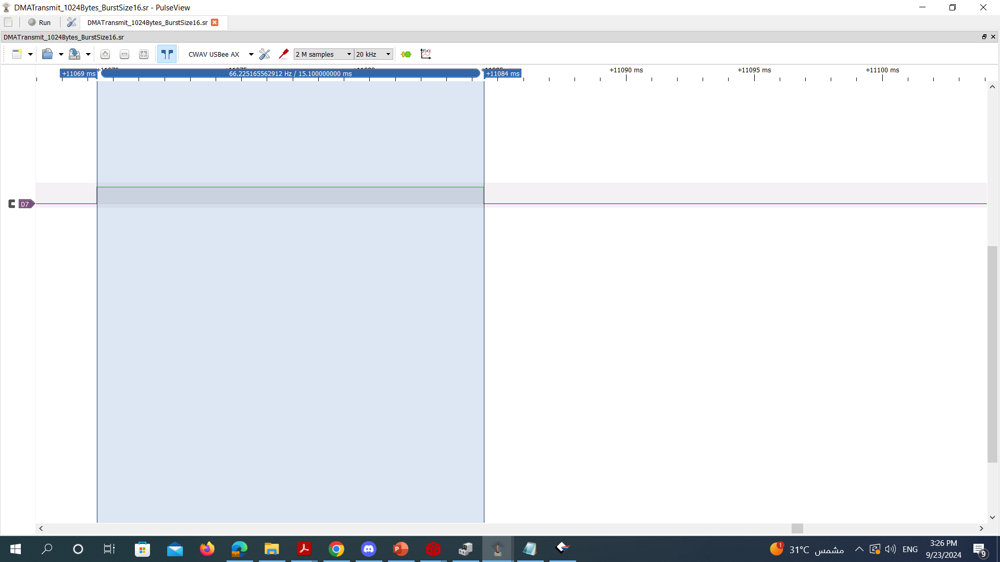 DMATransmit_1024Bytes_BurstSize16.sr - PulseView
Run
DMATransmit_1024Bytes_BurstSize16.sr
DMATransmit_1024Bytes_BurstSize16.sr
CWAV USBee AX
2 M samples
20 kHz
+11090 ms
+11095 ms
+11100 ms
+11069 ms
66.225165562912 Hz / 15.100000000 ms
+11084 ms
D7
1
31°C
مشمس
ENG
3:26 PM
9/23/2024
9